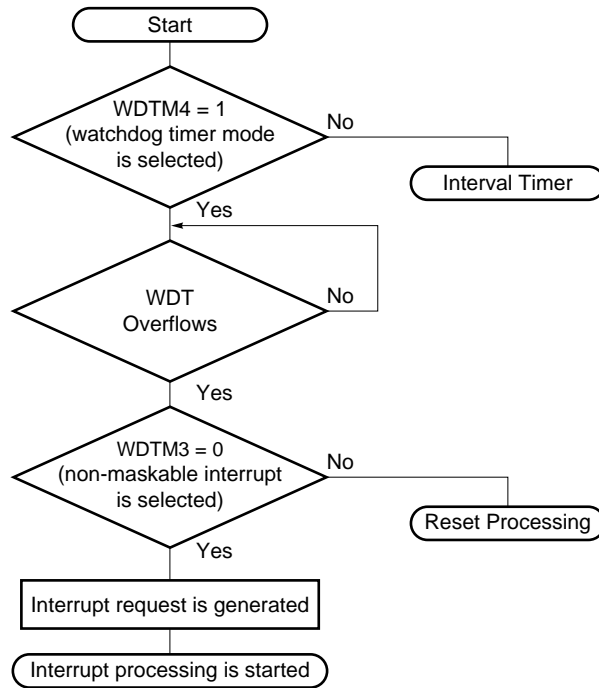 Start
WDTM4 = 1
(watchdog timer mode
is selected)
No
Interval Timer
Yes
WDT
Overflows
No
Yes
WDTM3 = 0
(non-maskable interrupt
is selected)
No
Reset Processing
Yes
Interrupt request is generated
Interrupt processing is started